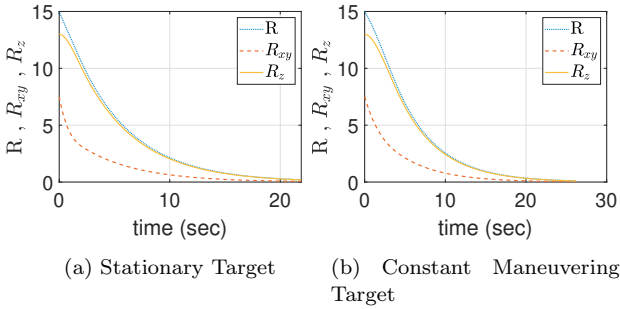 R , R_xy , R_z
15
10
5
0
0
10
20
time (sec)
R
R_xy
R_z
(a) Stationary Target
R , R_xy , R_z
15
10
5
0
0
10
20
30
time (sec)
R
R_xy
R_z
(b) Constant Maneuvering
Target